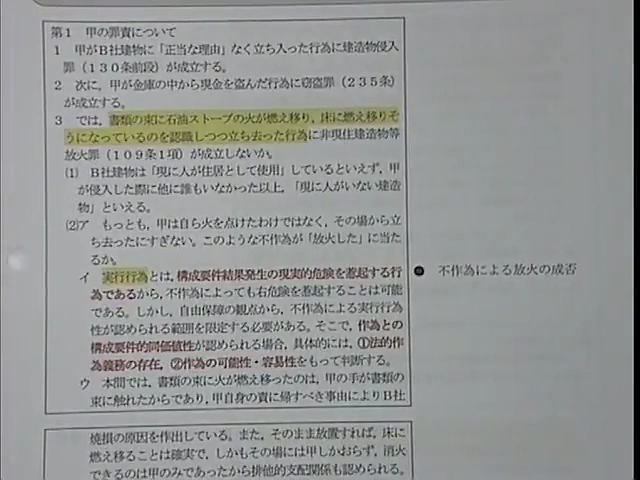 第1 甲の罪責について
1 甲がB社建物に「正当な理由」なく立ち入った行為に建造物侵入
罪(130条前段)が成立する。
2 次に,甲が金庫の中から現金を盗んだ行為に窃盗罪(235条)
が成立する。
3 では,書類の束に石油ストーブの火が燃え移り,床に燃え移りそ
うになっているのを認識しつつ立ち去った行為に非現住建造物等
放火罪(109条1項)が成立しないか。
(1) B社建物は「現に人が住居として使用」しているといえず,甲
が侵入した際に他に誰もいなかった以上,「現に人がいない建造
物」といえる。
(2)ア もっとも,甲は自ら火を点けたわけではなく,その場から立
ち去ったにすぎない。このような不作為が「放火した」に当た
るか。
イ 実行行為とは,構成要件結果発生の現実的危険を惹起する行
為であるから,不作為によっても右危険を惹起することは可能
である。しかし,自由保障の観点から,不作為による実行行為
性が認められる範囲を限定する必要がある。そこで,作為との
構成要件的同価値性が認められる場合,具体的には,①法的作
為義務の存在,②作為の可能性・容易性をもって判断する。
● 不作為による放火の成否
ウ 本問では,書類の束に火が燃え移ったのは,甲の手が書類の
束に触れたからであり,甲自身の責に帰すべき事由によりB社
焼損の原因を作出している。また,そのまま放置すれば,床に
燃え移ることは確実で,しかもその場には甲しかおらず,消火
できるのは甲のみであったから排他的支配関係も認められる。